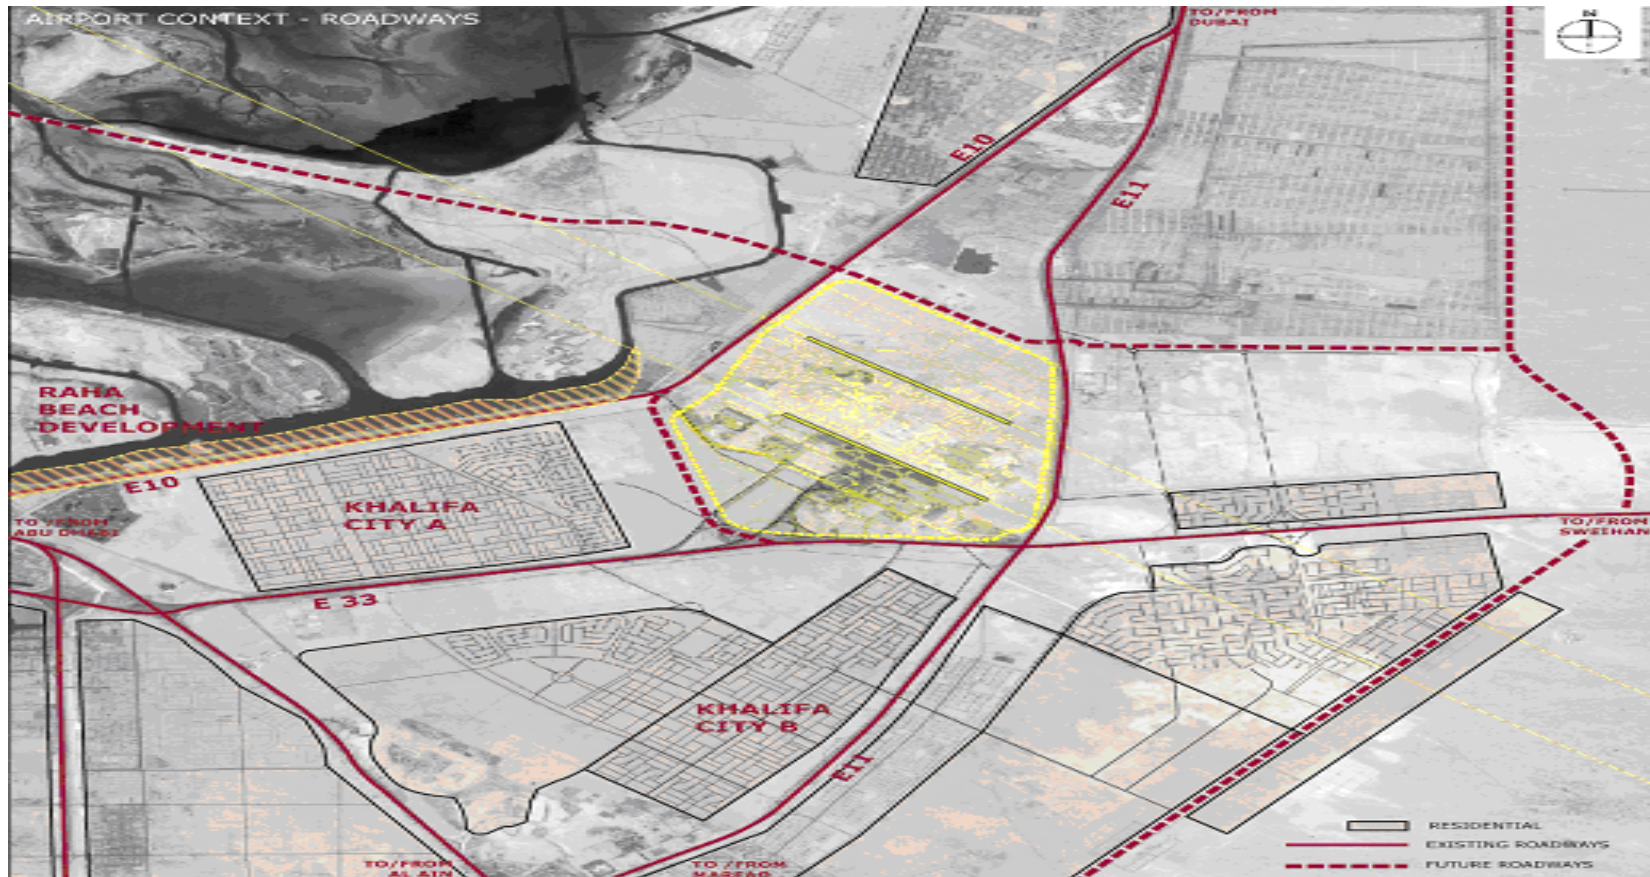 AIRPORT CONTEXT - ROADWAYS
TO/FROM
DUBAI
N
E10
E11
RAHA
BEACH
DEVELOPMENT
E10
KHALIFA
CITY A
TO /FROM
ABU DHABI
TO/FROM
SWEIHAN
E 33
KHALIFA
CITY B
E11
RESIDENTIAL
EXISTING ROADWAYS
FUTURE ROADWAYS
TO/FROM
AL AIN
TO /FROM